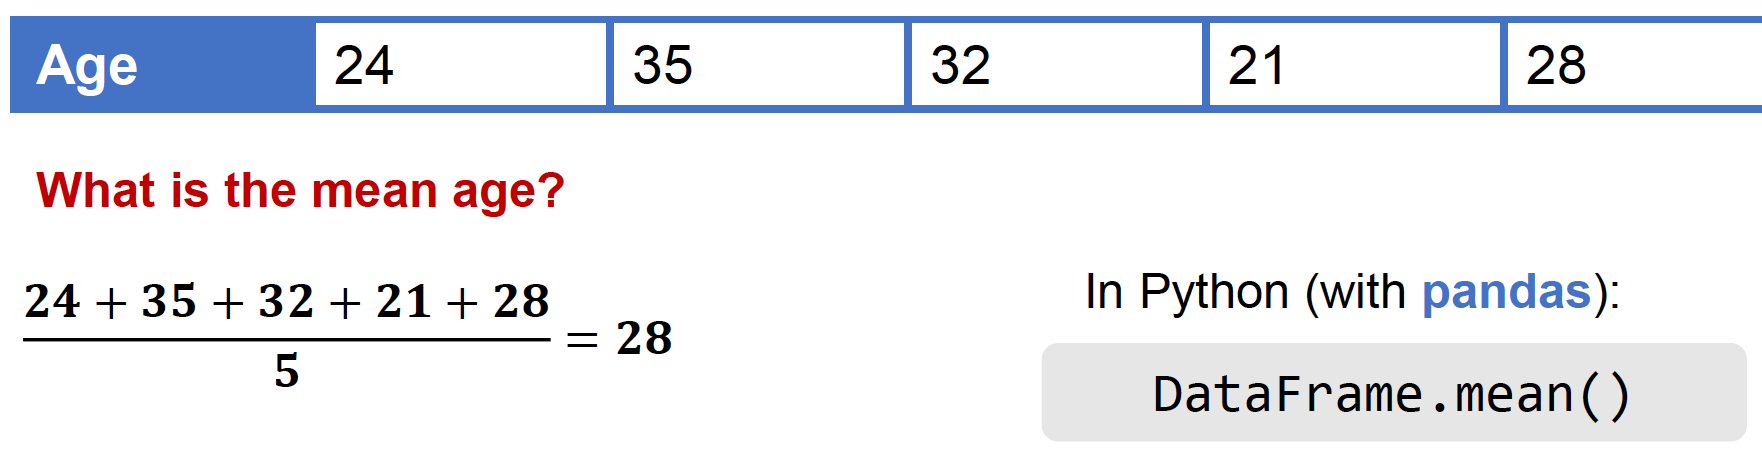 Age 24 35 32 21 28
What is the mean age?
24 + 35 + 32 + 21 + 28
5
= 28
In Python (with pandas):
DataFrame.mean()